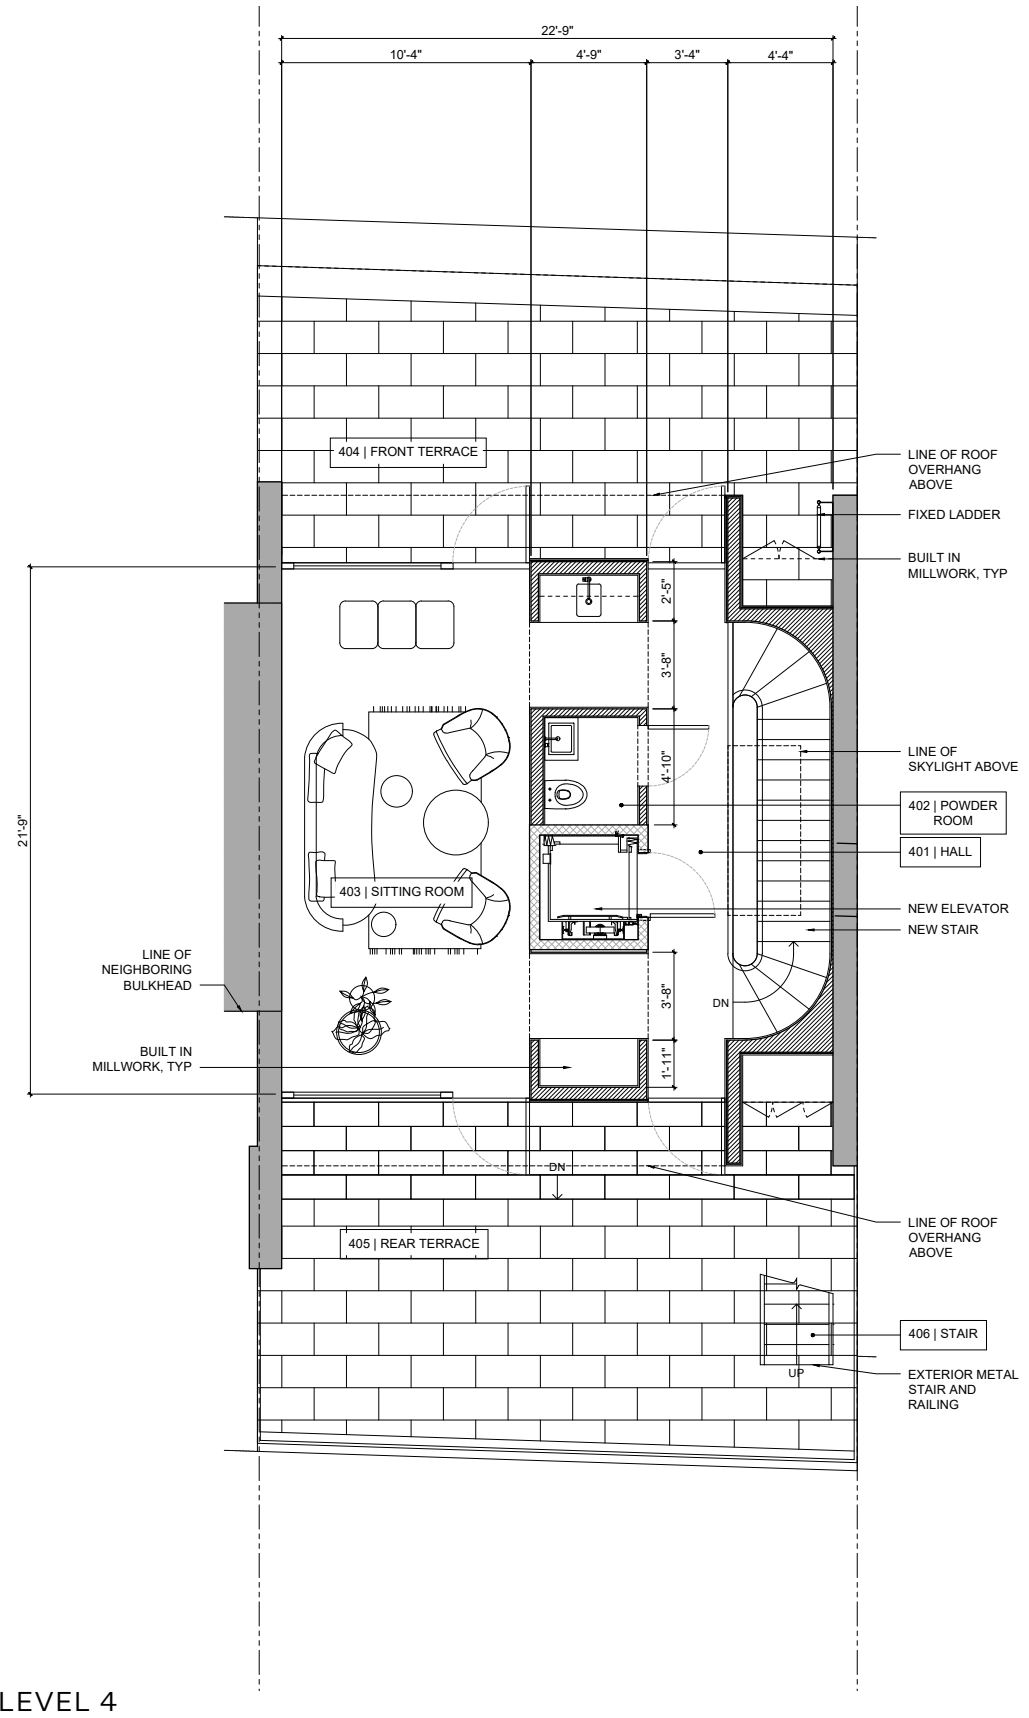 22'-9"
10'-4"
4'-9"
3'-4"
4'-4"
404 | FRONT TERRACE
LINE OF ROOF
OVERHANG
ABOVE
FIXED LADDER
BUILT IN
MILLWORK, TYP
2'-5"
3'-8"
4'-10"
LINE OF
SKYLIGHT ABOVE
402 | POWDER
ROOM
401 | HALL
21'-9"
403 | SITTING ROOM
NEW ELEVATOR
NEW STAIR
LINE OF
NEIGHBORING
BULKHEAD
3'-8"
DN
BUILT IN
MILLWORK, TYP
1'-11"
DN
LINE OF ROOF
OVERHANG
ABOVE
405 | REAR TERRACE
406 | STAIR
UP
EXTERIOR METAL
STAIR AND
RAILING
LEVEL 4